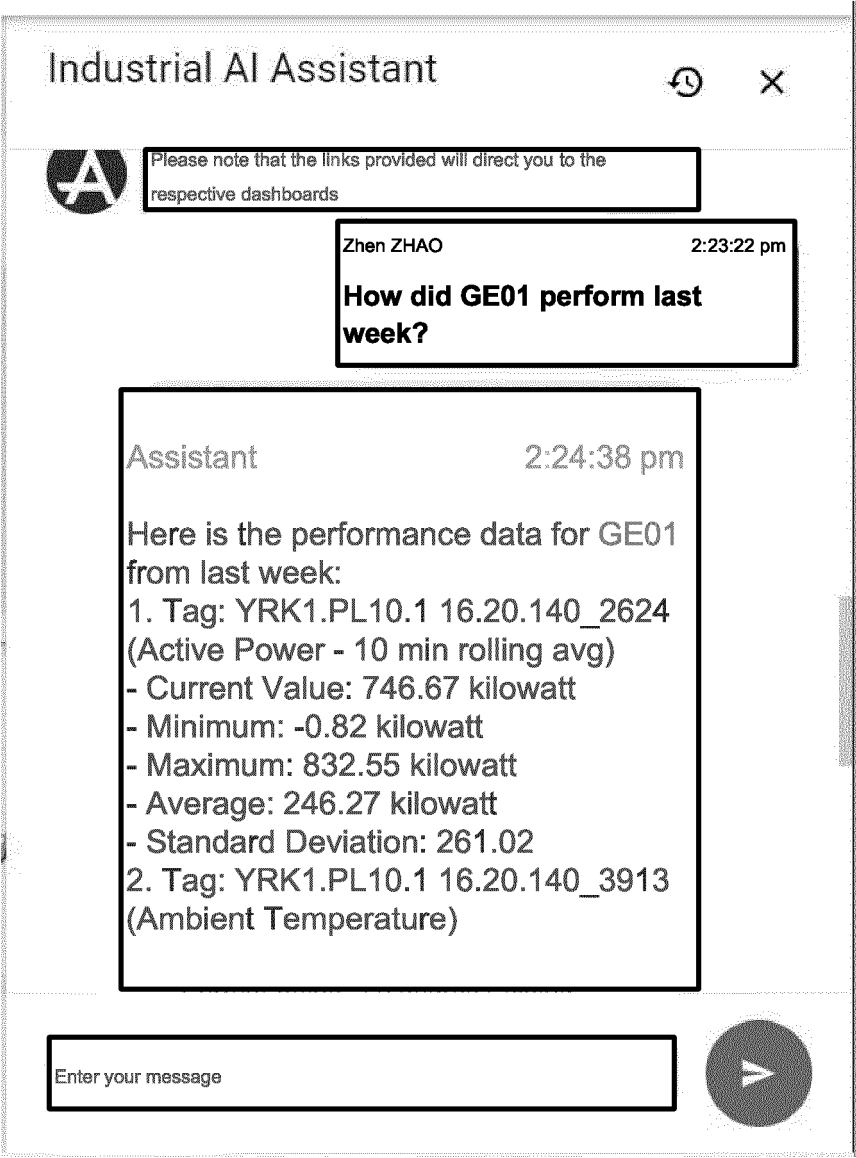 Industrial AI Assistant
Please note that the links provided will direct you to the
respective dashboards
Zhen ZHAO 2:23:22 pm
How did GE01 perform last
week?
Assistant 2:24:38 pm
Here is the performance data for GE01
from last week:
1. Tag: YRK1.PL10.1 16.20.140_2624
(Active Power - 10 min rolling avg)
- Current Value: 746.67 kilowatt
- Minimum: -0.82 kilowatt
- Maximum: 832.55 kilowatt
- Average: 246.27 kilowatt
- Standard Deviation: 261.02
2. Tag: YRK1.PL10.1 16.20.140_3913
(Ambient Temperature)
Enter your message